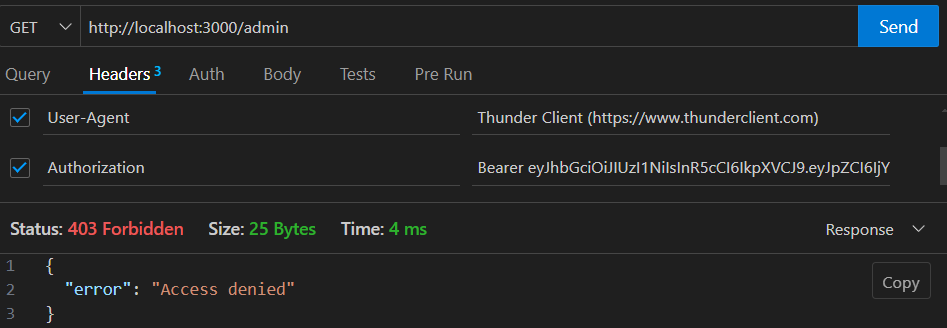 GET http://localhost:3000/admin Send
Query Headers 3 Auth Body Tests Pre Run
User-Agent Thunder Client (https://www.thunderclient.com)
Authorization Bearer eyJhbGciOiJIUzI1NiIsInR5cCI6IkpXVCJ9.eyJpZCI6IjY
Status: 403 Forbidden Size: 25 Bytes Time: 4 ms Response
1 {
2 "error": "Access denied"
3 }
Copy